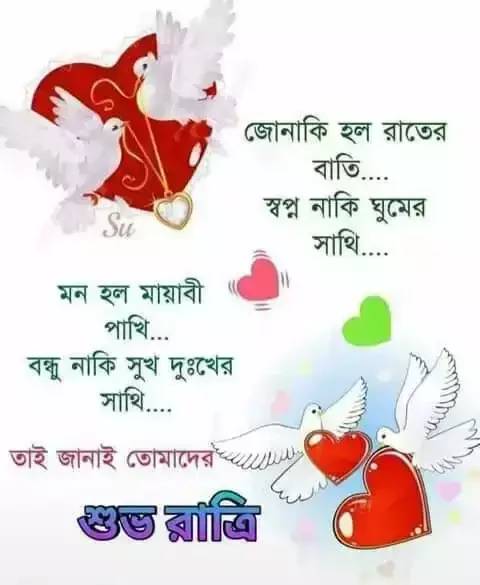 জোনাকি হল রাতের
বাতি....
স্বপ্ন নাকি ঘুমের
সাথি....
Su
মন হল মায়াবী
পাখি...
বন্ধু নাকি সুখ দুঃখের
সাথি....
তাই জানাই তোমাদের
শুভ রাত্রি